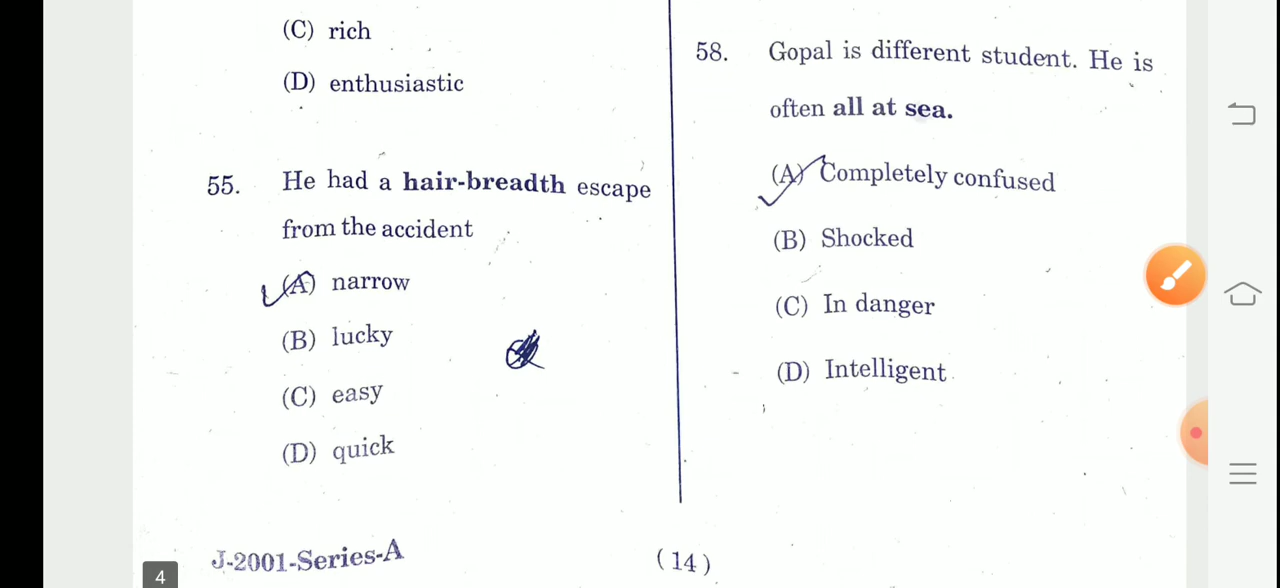 (C) rich
(D) enthusiastic
55. He had a hair-breadth escape
from the accident
(A) narrow
(B) lucky
(C) easy
(D) quick
J-2001-Series-A
58. Gopal is different student. He is
often all at sea.
(A) Completely confused
(B) Shocked
(C) In danger
(D) Intelligent
(14)
4